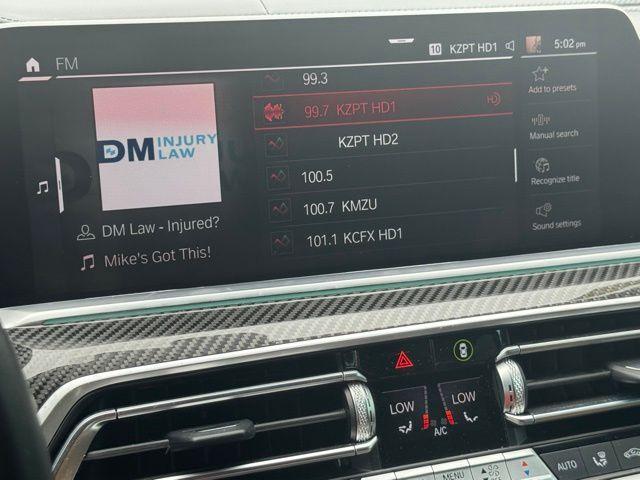 FM
10 KZPT HD1 5:02 pm
DM INJURY LAW
DM Law - Injured?
Mike's Got This!
99.3
99.7 KZPT HD1
KZPT HD2
100.5
100.7 KMZU
101.1 KCFX HD1
Add to presets
Manual search
Recognize title
Sound settings
LOW
LOW
A/C
MENU
AUTO